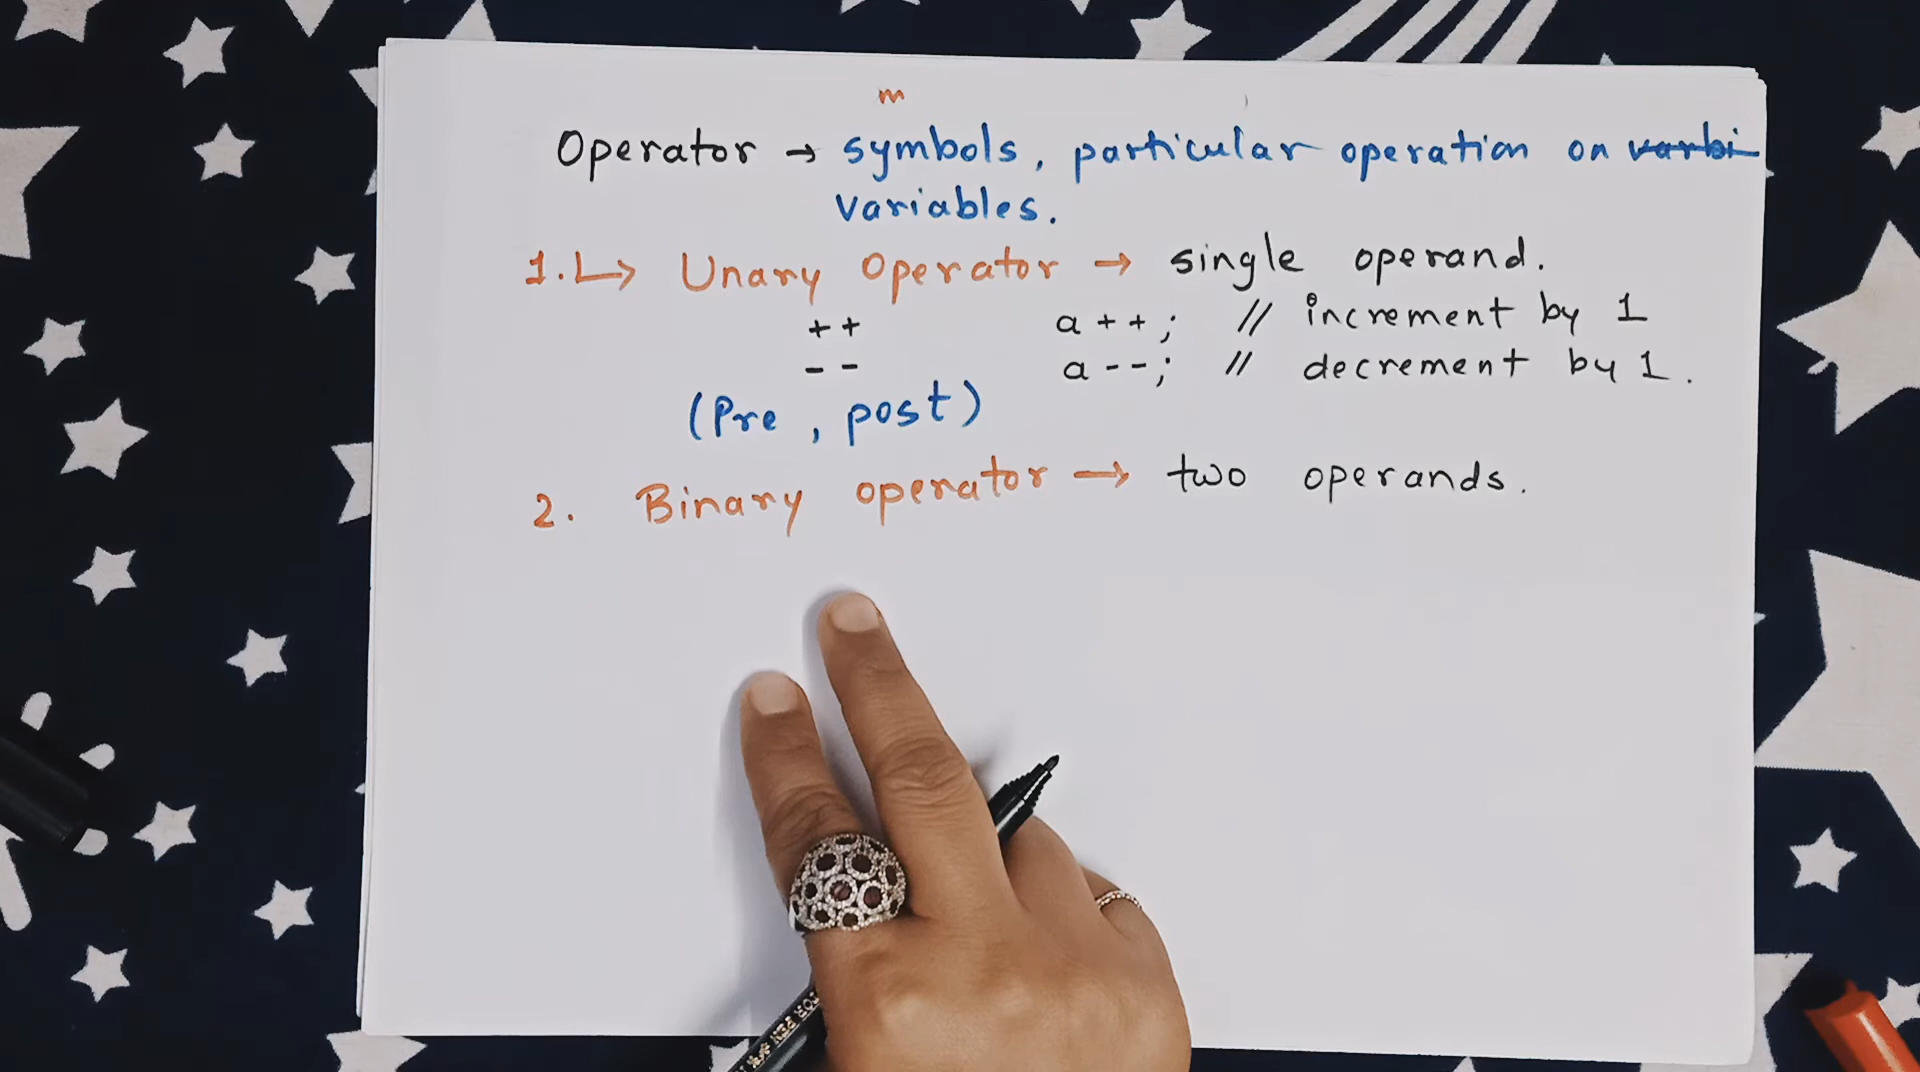 m
Operator → symbols, particular operation on varbi
variables.
1. ↳ Unary Operator → single operand.
++ a++; // increment by 1
-- a--; // decrement by 1.
(Pre, post)
2. Binary operator → two operands.